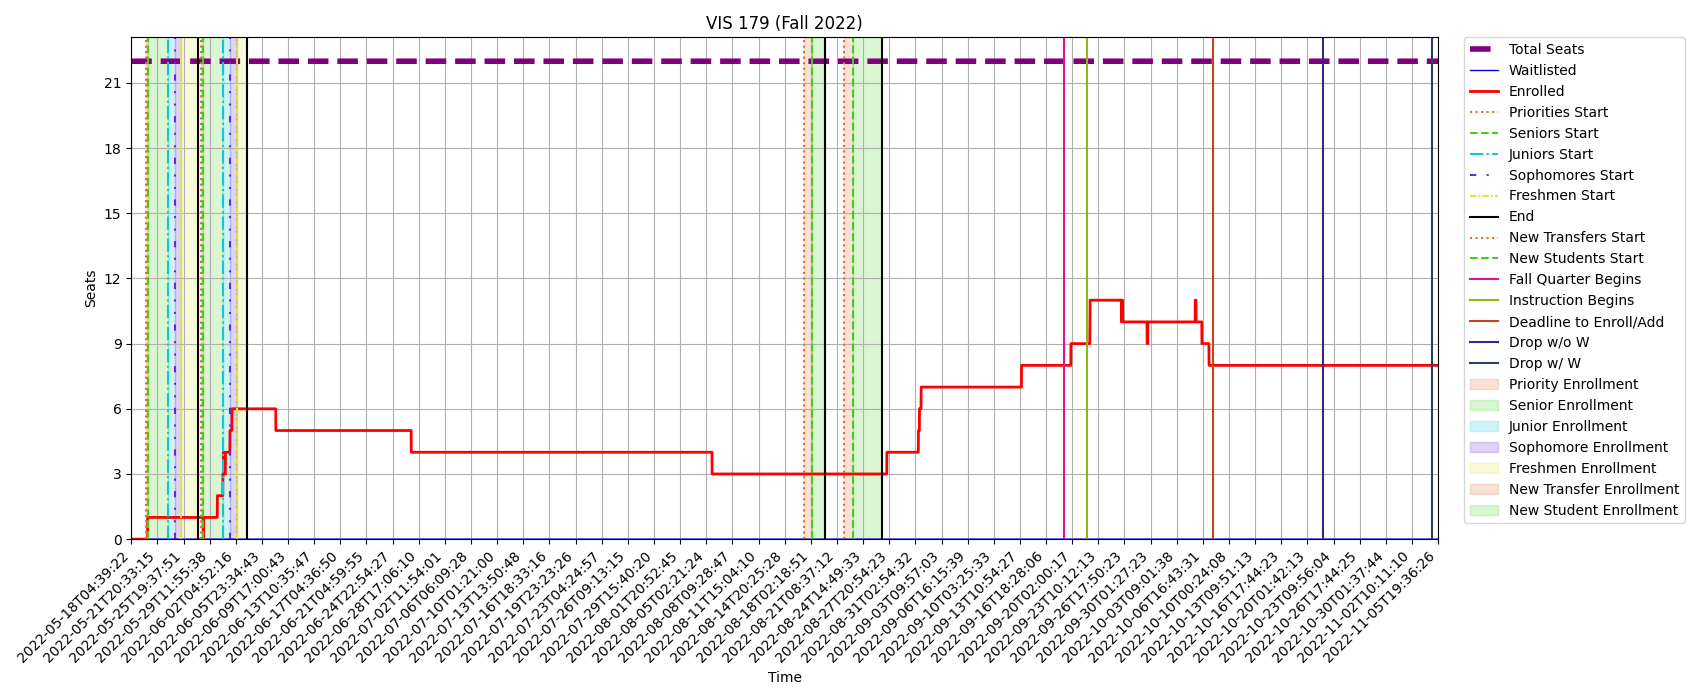 VIS 179 (Fall 2022)
Seats
21
18
15
12
9
6
3
0
2022-05-18T04:39:22
2022-05-21T20:33:15
2022-05-25T19:37:51
2022-05-29T11:55:38
2022-06-02T04:52:16
2022-06-05T23:34:43
2022-06-09T17:00:43
2022-06-13T10:35:47
2022-06-17T04:36:50
2022-06-21T04:59:55
2022-06-24T22:54:27
2022-06-28T17:06:10
2022-07-02T11:54:01
2022-07-06T06:09:28
2022-07-10T01:21:00
2022-07-13T13:50:48
2022-07-16T18:33:16
2022-07-19T23:23:26
2022-07-23T04:24:57
2022-07-26T09:13:15
2022-07-29T15:40:20
2022-08-01T20:52:45
2022-08-05T02:21:24
2022-08-08T09:28:47
2022-08-11T15:04:10
2022-08-14T20:25:28
2022-08-18T02:18:51
2022-08-21T08:37:12
2022-08-24T14:49:33
2022-08-27T20:54:23
2022-08-31T02:54:32
2022-09-03T09:57:03
2022-09-06T16:15:39
2022-09-10T03:25:33
2022-09-13T10:54:27
2022-09-16T18:28:06
2022-09-20T02:00:17
2022-09-23T10:12:13
2022-09-26T17:50:23
2022-09-30T01:27:23
2022-10-03T09:01:38
2022-10-06T16:43:31
2022-10-10T00:24:08
2022-10-13T09:51:13
2022-10-16T17:44:23
2022-10-20T01:42:13
2022-10-23T09:56:04
2022-10-26T17:44:25
2022-10-30T01:37:44
2022-11-02T10:11:10
2022-11-05T19:36:26
Time
Total Seats
Waitlisted
Enrolled
Priorities Start
Seniors Start
Juniors Start
Sophomores Start
Freshmen Start
End
New Transfers Start
New Students Start
Fall Quarter Begins
Instruction Begins
Deadline to Enroll/Add
Drop w/o W
Drop w/ W
Priority Enrollment
Senior Enrollment
Junior Enrollment
Sophomore Enrollment
Freshmen Enrollment
New Transfer Enrollment
New Student Enrollment